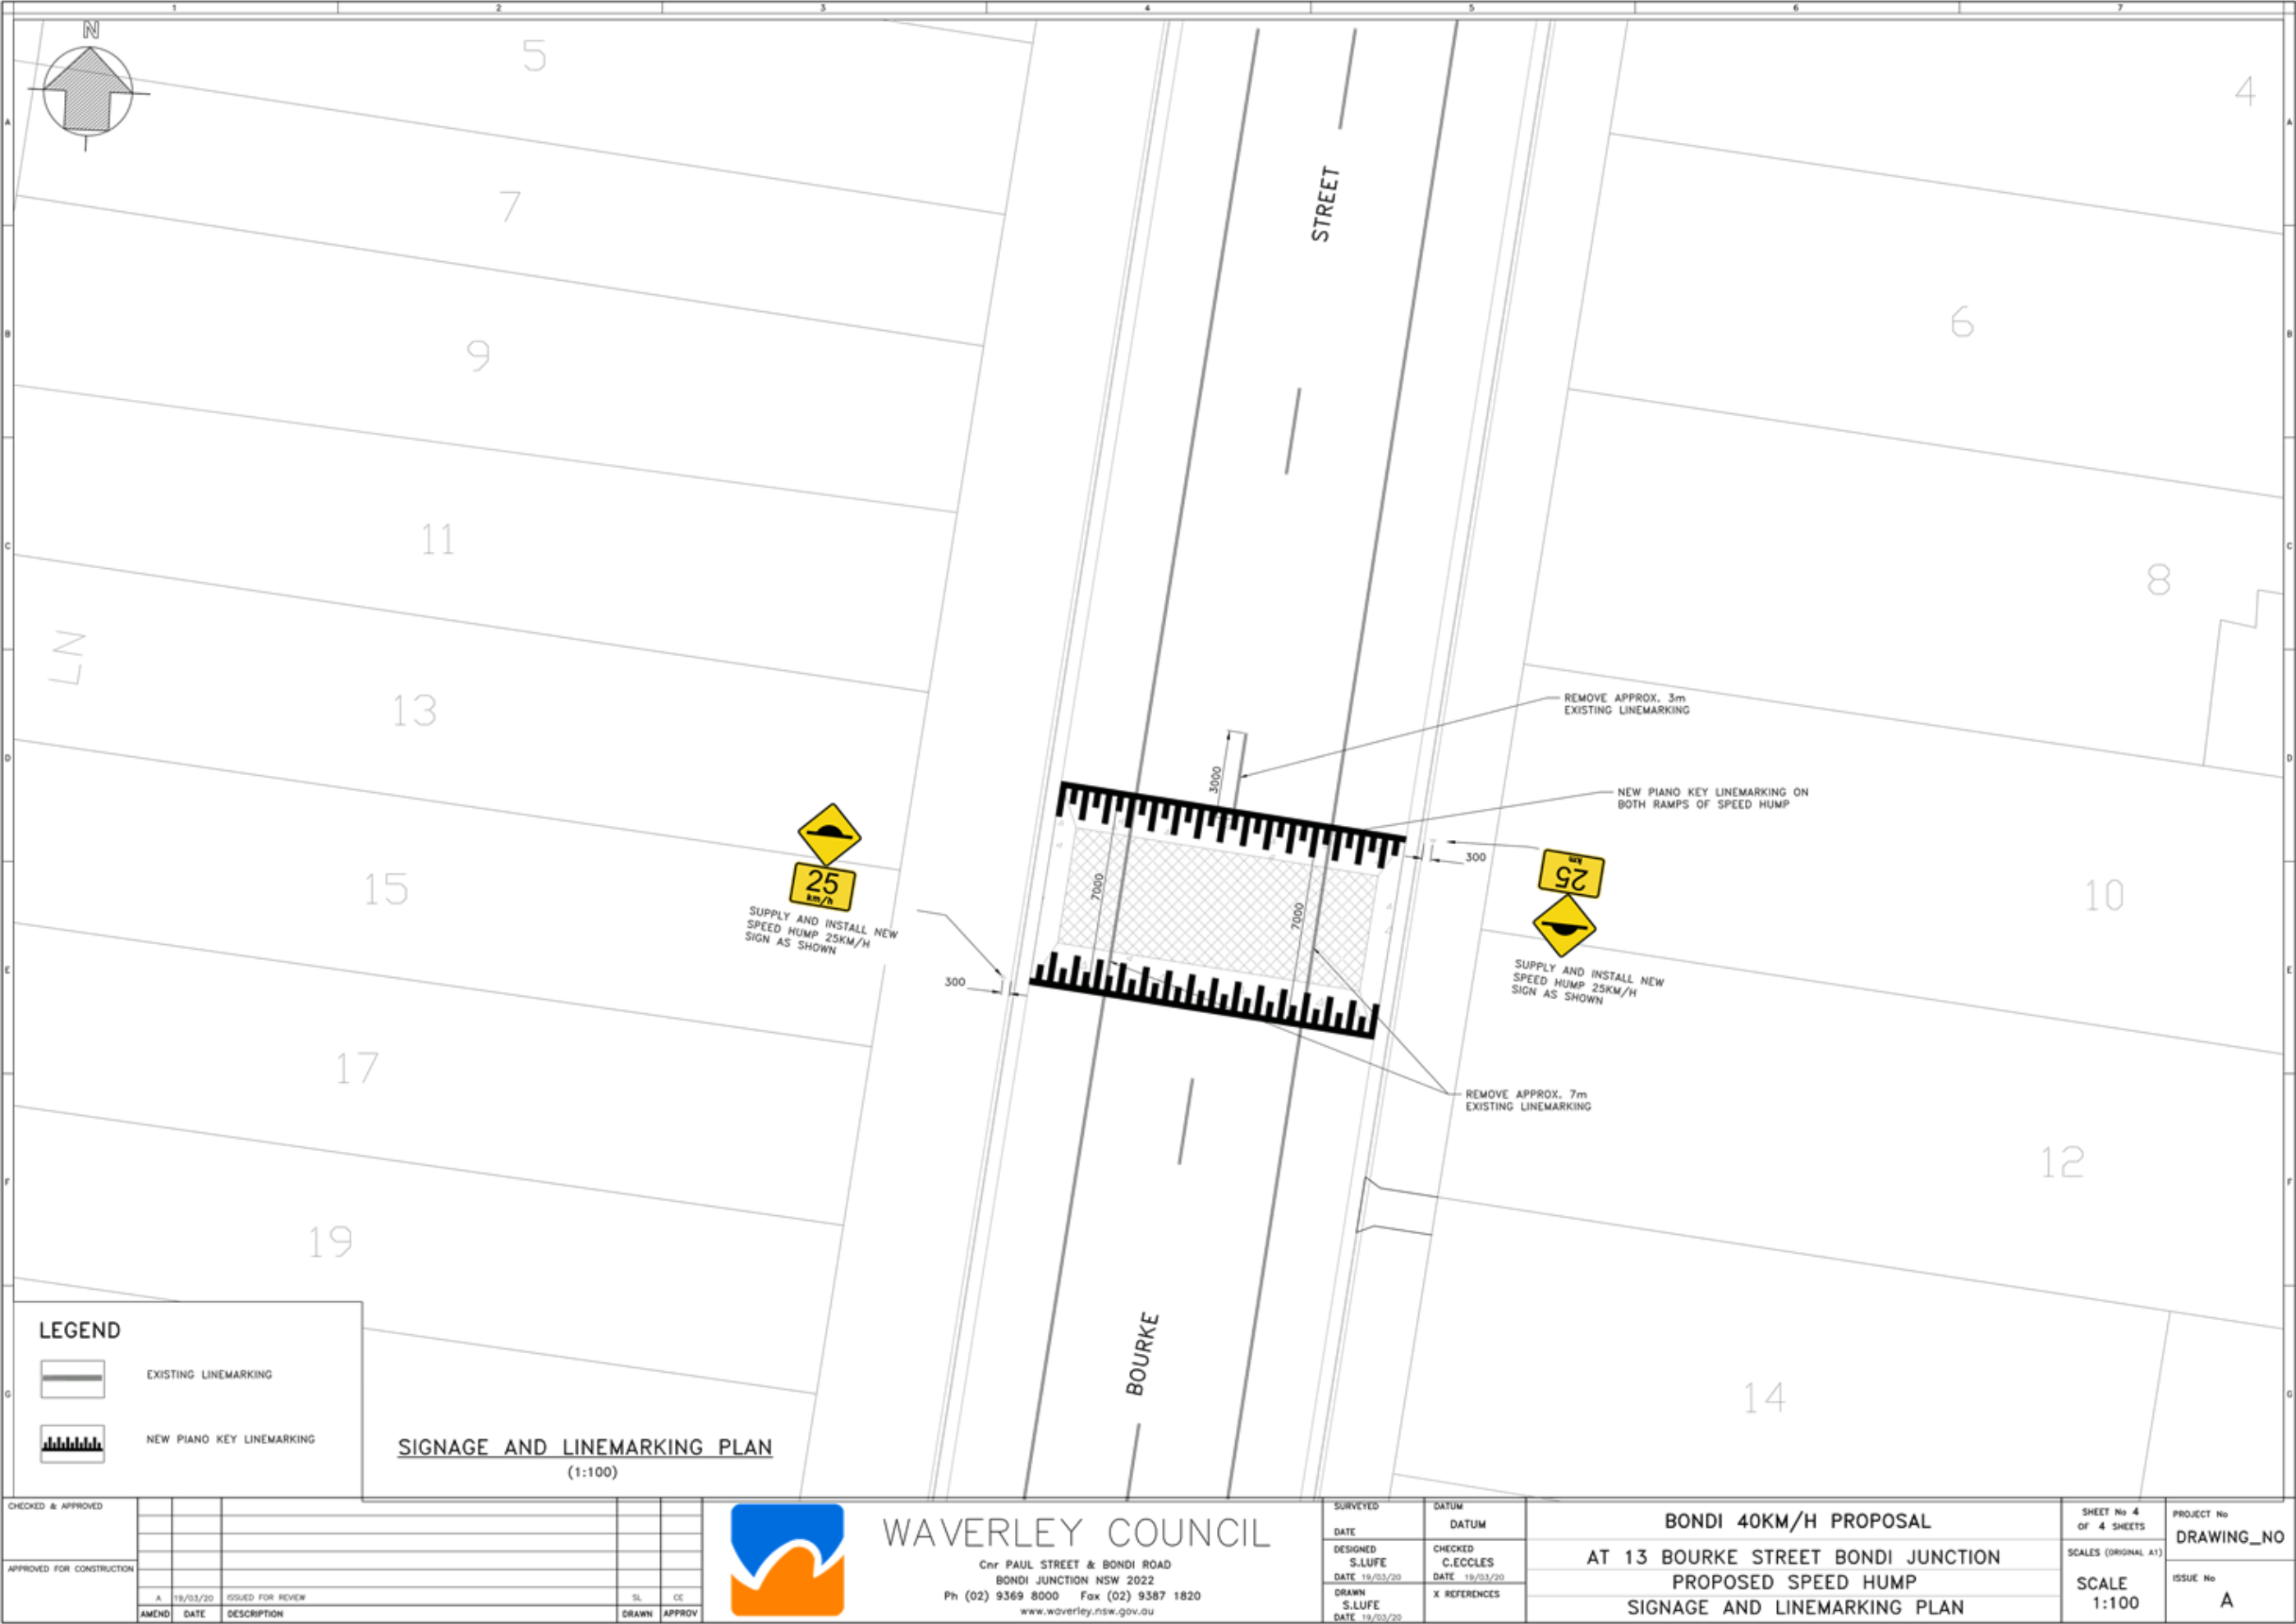 1 2 3 4 5 6 7
N
5
4
A
A
STREET
7
B
6
B
9
C
11
C
8
LN
13
REMOVE APPROX. 3m
EXISTING LINEMARKING
D
3000
D
NEW PIANO KEY LINEMARKING ON
BOTH RAMPS OF SPEED HUMP
300
25
km/h
SUPPLY AND INSTALL NEW
SPEED HUMP 25KM/H
SIGN AS SHOWN
15
7000
7000
km
25
10
SUPPLY AND INSTALL NEW
SPEED HUMP 25KM/H
SIGN AS SHOWN
E
300
E
17
REMOVE APPROX. 7m
EXISTING LINEMARKING
12
F
F
19
BOURKE
14
G
G
LEGEND
EXISTING LINEMARKING
NEW PIANO KEY LINEMARKING
SIGNAGE AND LINEMARKING PLAN
(1:100)
CHECKED & APPROVED
APPROVED FOR CONSTRUCTION
A 19/03/20 ISSUED FOR REVIEW SL CE
AMEND DATE DESCRIPTION DRAWN APPROV
WAVERLEY COUNCIL
Cnr PAUL STREET & BONDI ROAD
BONDI JUNCTION NSW 2022
Ph (02) 9369 8000 Fax (02) 9387 1820
www.waverley.nsw.gov.au
SURVEYED
DATE
DATUM
DATUM
DESIGNED
S.LUFE
DATE 19/03/20
CHECKED
C.ECCLES
DATE 19/03/20
DRAWN
S.LUFE
DATE 19/03/20
X REFERENCES
BONDI 40KM/H PROPOSAL
AT 13 BOURKE STREET BONDI JUNCTION
PROPOSED SPEED HUMP
SIGNAGE AND LINEMARKING PLAN
SHEET No 4
OF 4 SHEETS
SCALES (ORIGINAL A1)
SCALE
1:100
PROJECT No
DRAWING_NO
ISSUE No
A